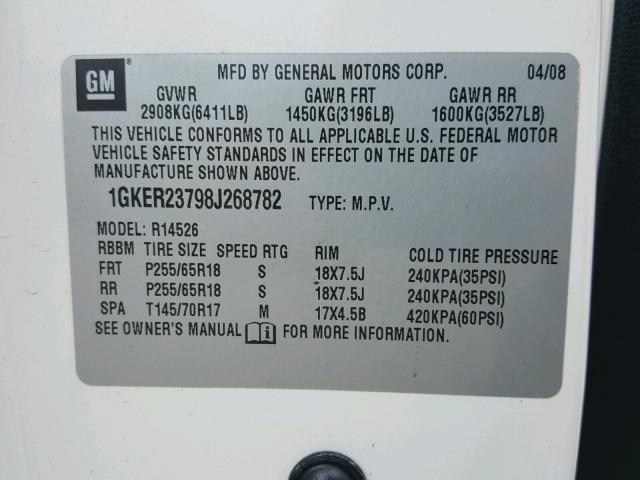 GM ® MFD BY GENERAL MOTORS CORP. 04/08
GVWR GAWR FRT GAWR RR
2908KG(6411LB) 1450KG(3196LB) 1600KG(3527LB)
THIS VEHICLE CONFORMS TO ALL APPLICABLE U.S. FEDERAL MOTOR
VEHICLE SAFETY STANDARDS IN EFFECT ON THE DATE OF
MANUFACTURE SHOWN ABOVE.
1GKER23798J268782 TYPE: M.P.V.
MODEL: R14526
RBBM TIRE SIZE SPEED RTG RIM COLD TIRE PRESSURE
FRT P255/65R18 S 18X7.5J 240KPA(35PSI)
RR P255/65R18 S 18X7.5J 240KPA(35PSI)
SPA T145/70R17 M 17X4.5B 420KPA(60PSI)
SEE OWNER'S MANUAL i FOR MORE INFORMATION.